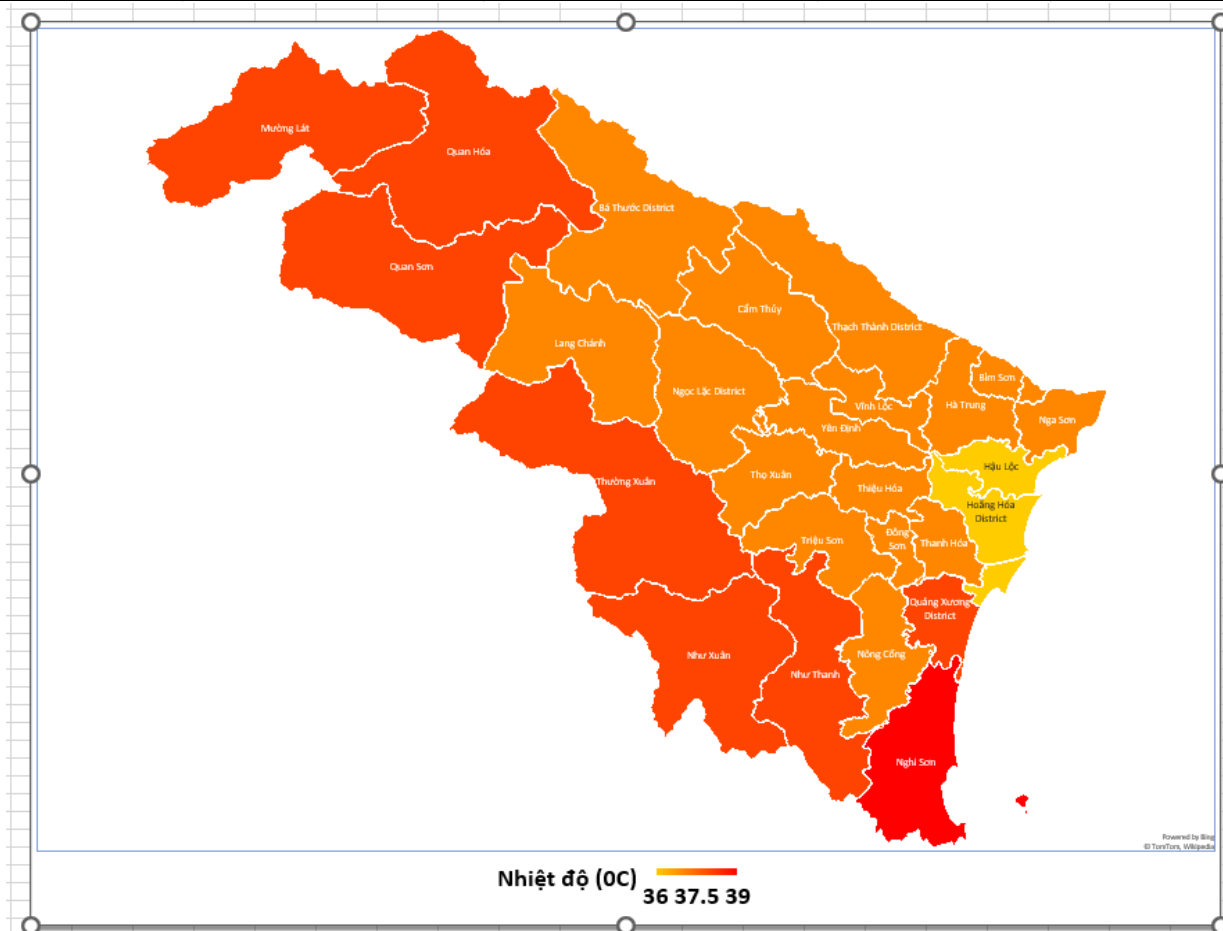 Mường Lát
Quan Hóa
Bá Thước District
Quan Sơn
Cẩm Thủy
Thạch Thành District
Lang Chánh
Ngọc Lặc District
Bỉm Sơn
Vĩnh Lộc
Hà Trung
Nga Sơn
Yên Định
Hậu Lộc
Thọ Xuân
Thường Xuân
Thiệu Hóa
Hoằng Hóa
District
Triệu Sơn
Đông
Sơn
Thanh Hóa
Quảng Xương
District
Như Xuân
Nông Cống
Như Thanh
Nghi Sơn
Powered by Bing
© TomTom, Wikipedia
Nhiệt độ (0C)
36 37.5 39